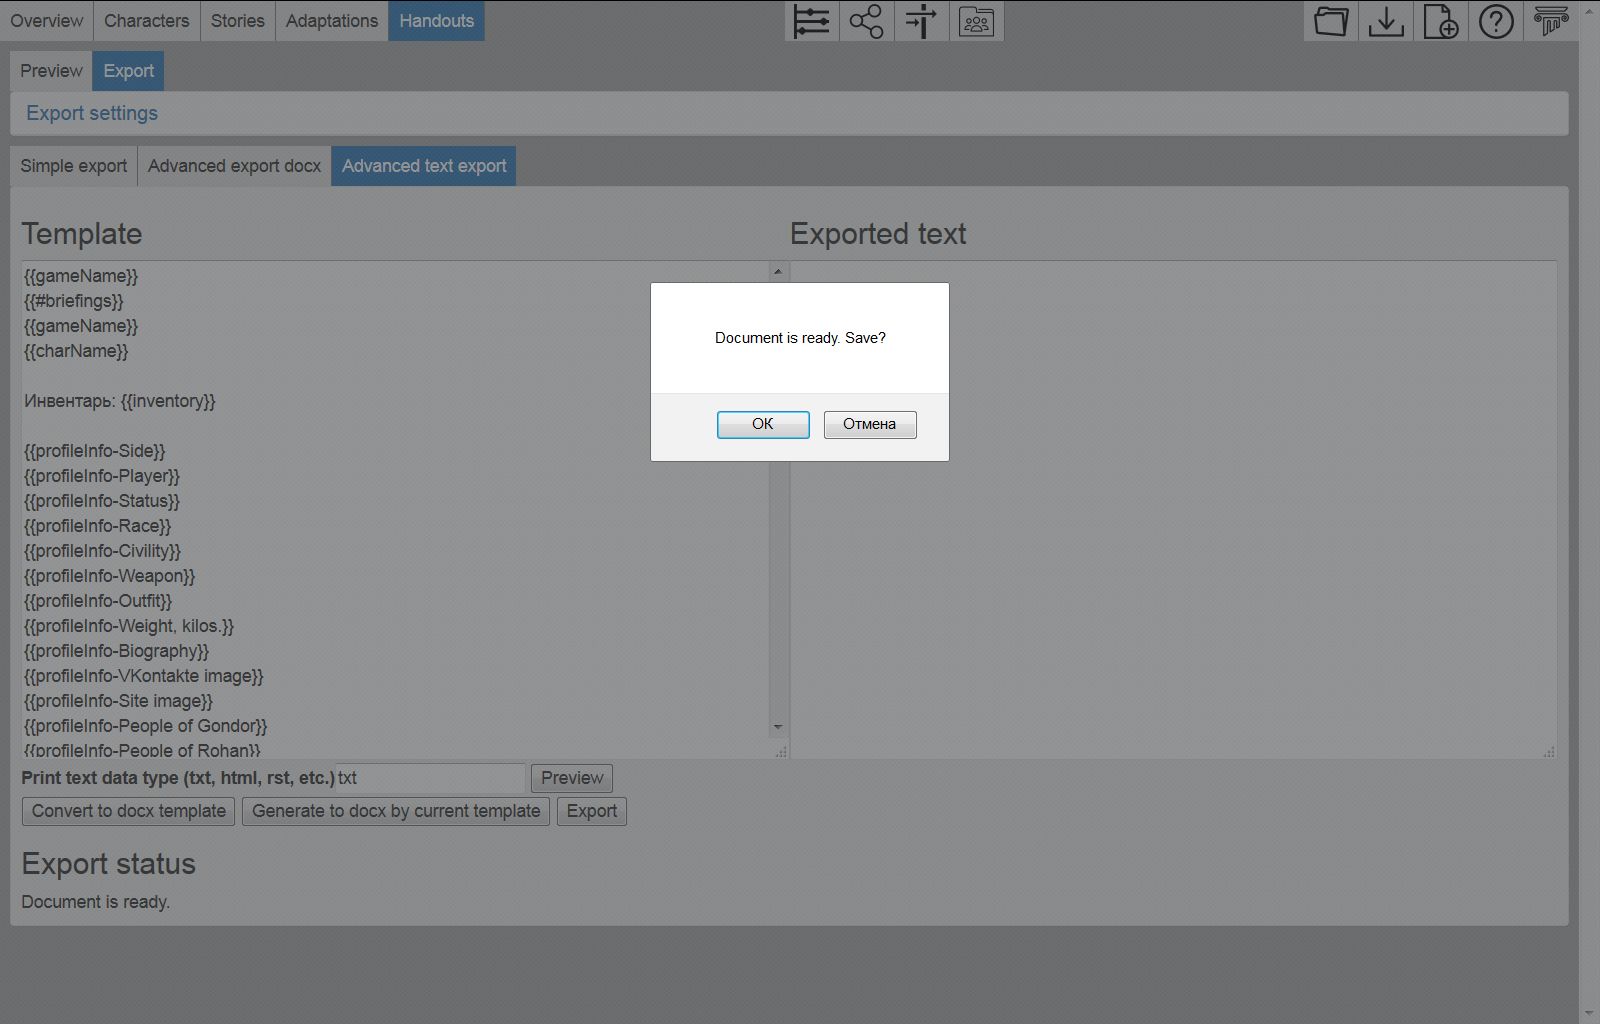 Overview Characters Stories Adaptations Handouts
Preview Export
Export settings
Simple export Advanced export docx Advanced text export
Template
{{gameName}}
{{#briefings}}
{{gameName}}
{{charName}}
Инвентарь: {{inventory}}
{{profileInfo-Side}}
{{profileInfo-Player}}
{{profileInfo-Status}}
{{profileInfo-Race}}
{{profileInfo-Civility}}
{{profileInfo-Weapon}}
{{profileInfo-Outfit}}
{{profileInfo-Weight, kilos.}}
{{profileInfo-Biography}}
{{profileInfo-VKontakte image}}
{{profileInfo-Site image}}
{{profileInfo-People of Gondor}}
{{profileInfo-People of Rohan}}
Exported text
Document is ready. Save?
ОК Отмена
Print text data type (txt, html, rst, etc.) txt Preview
Convert to docx template Generate to docx by current template Export
Export status
Document is ready.